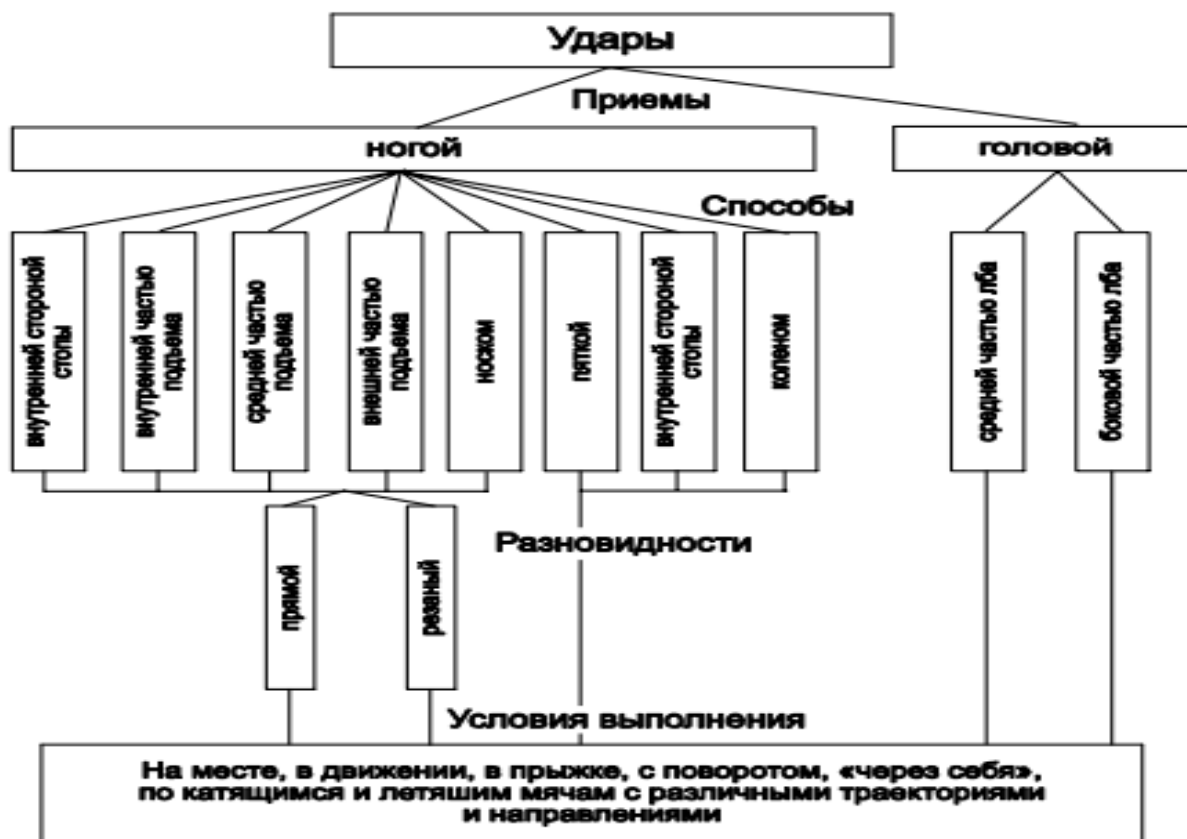 Удары
Приемы
ногой
головой
Способы
внутренней стороной
стопы
внутренней частью
подъема
средней частью
подъема
внешней частью
подъема
носком
пяткой
внутренней стороной
стопы
коленом
средней частью лба
боковой частью лба
Разновидности
прямой
резаный
Условия выполнения
На месте, в движении, в прыжке, с поворотом, «через себя»,
по катящимся и летяшим мячам с различными траекториями
и направлениями